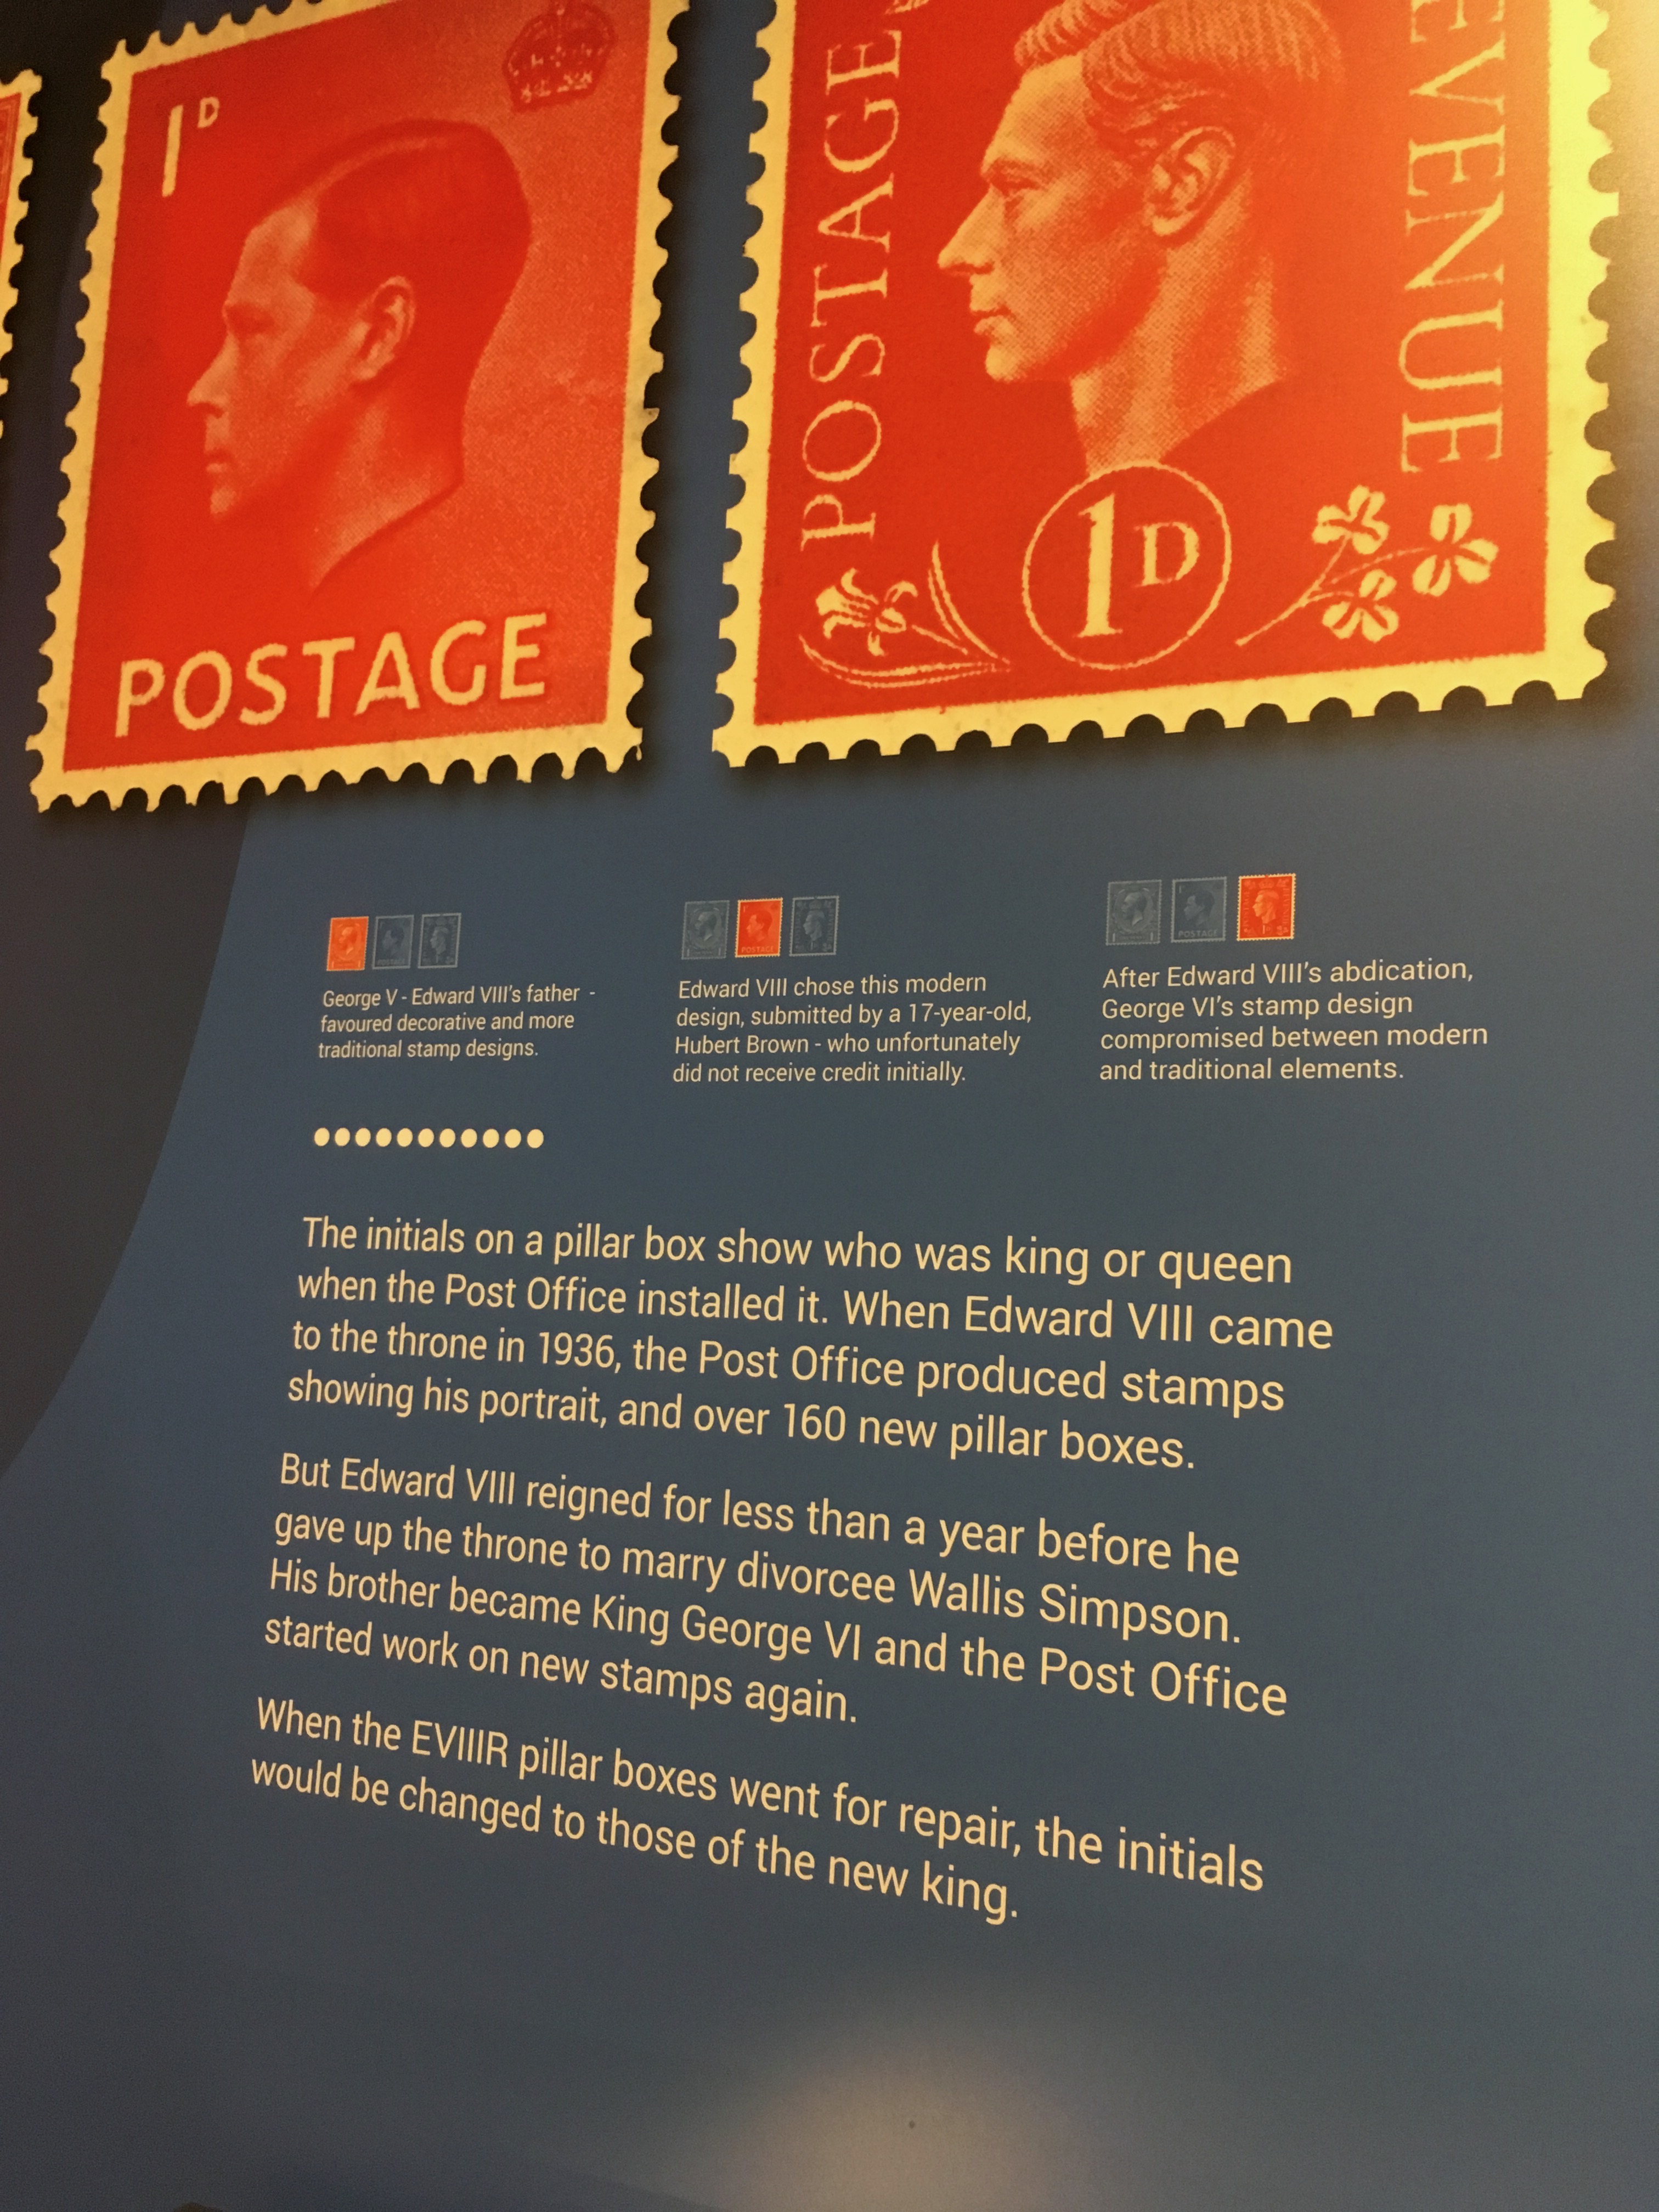 1D
POSTAGE
POSTAGE
EVENUE
1D
George V - Edward VIII's father -
favoured decorative and more
traditional stamp designs.
Edward VIII chose this modern
design, submitted by a 17-year-old,
Hubert Brown - who unfortunately
did not receive credit initially.
After Edward VIII's abdication,
George VI's stamp design
compromised between modern
and traditional elements.
The initials on a pillar box show who was king or queen
when the Post Office installed it. When Edward VIII came
to the throne in 1936, the Post Office produced stamps
showing his portrait, and over 160 new pillar boxes.
But Edward VIII reigned for less than a year before he
gave up the throne to marry divorcee Wallis Simpson.
His brother became King George VI and the Post Office
started work on new stamps again.
When the EVIIIR pillar boxes went for repair, the initials
would be changed to those of the new king.